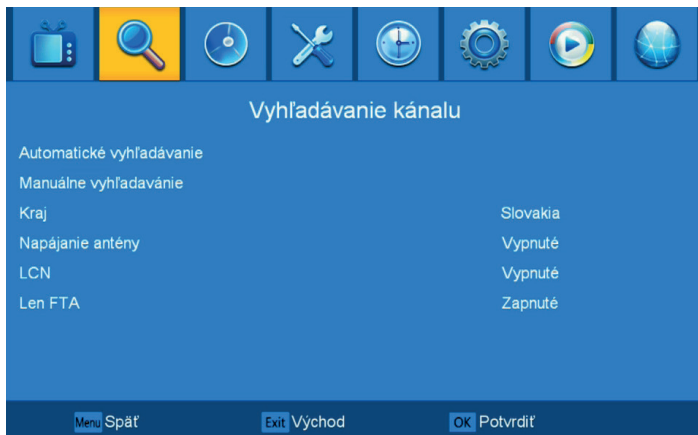 Vyhľadávanie kánalu
Automatické vyhľadávanie
Manuálne vyhľadavánie
Kraj Slovakia
Napájanie antény Vypnuté
LCN Vypnuté
Len FTA Zapnuté
Menu Späť Exit Východ OK Potvrdiť